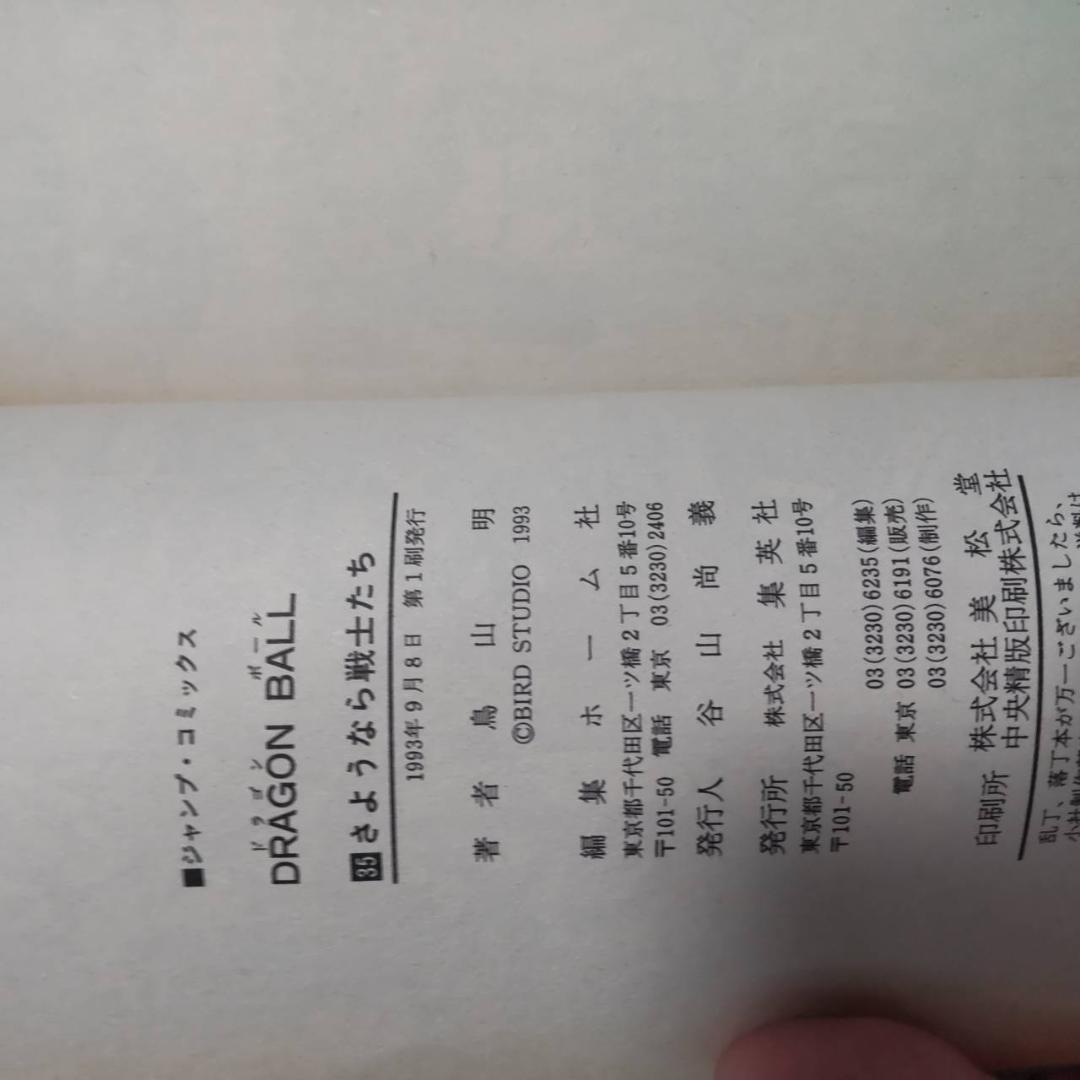 ■ジャンプ・コミックス
ドラゴン ボール
DRAGON BALL
35 さようなら戦士たち
1993年9月8日 第1刷発行
著者 鳥山明
©BIRD STUDIO 1993
編集 ホーム社
東京都千代田区一ツ橋2丁目5番10号
〒101-50 電話 東京 03(3230)2406
発行人 谷山尚義
発行所 株式会社 集英社
東京都千代田区一ツ橋2丁目5番10号
〒101-50
03(3230)6235(編集)
電話 東京 03(3230)6191(販売)
03(3230)6076(制作)
印刷所 株式会社 美松堂
中央精版印刷株式会社
乱丁、落丁本が万一ございましたら、